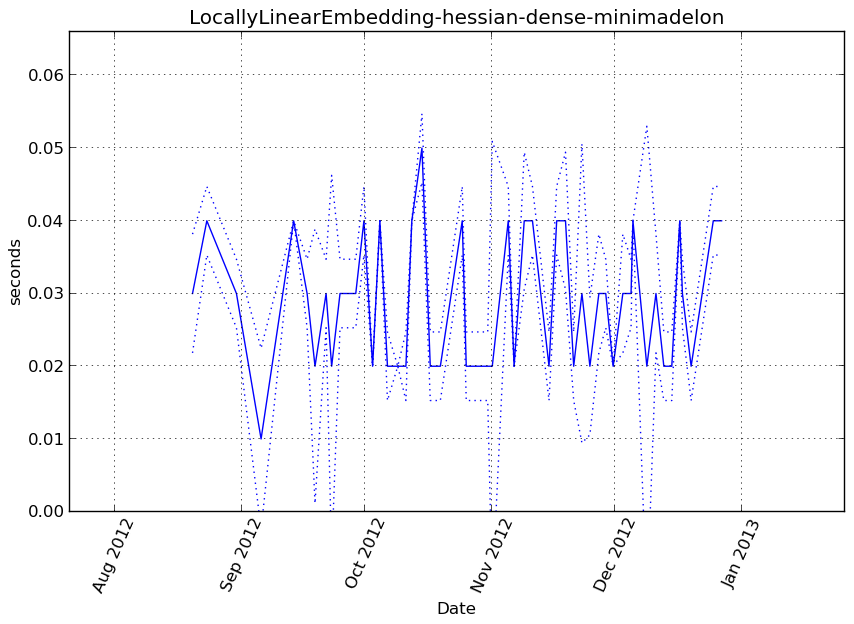 LocallyLinearEmbedding-hessian-dense-minimadelon
0.06
0.05
0.04
0.03
0.02
0.01
0.00
seconds
Aug 2012
Sep 2012
Oct 2012
Nov 2012
Dec 2012
Jan 2013
Date